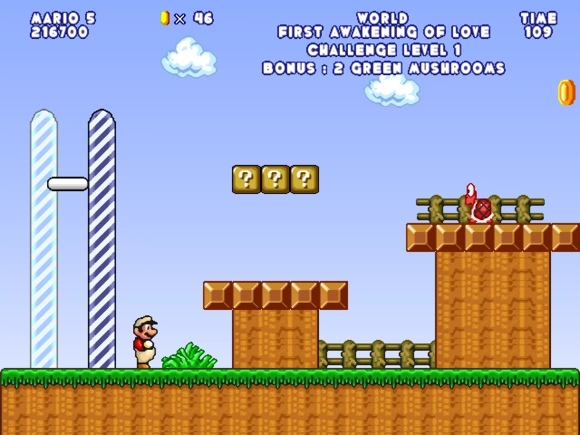 MARIO 5
216700
× 46
WORLD
FIRST AWAKENING OF LOVE
CHALLENGE LEVEL 1
BONUS : 2 GREEN MUSHROOMS
TIME
109
? ? ?